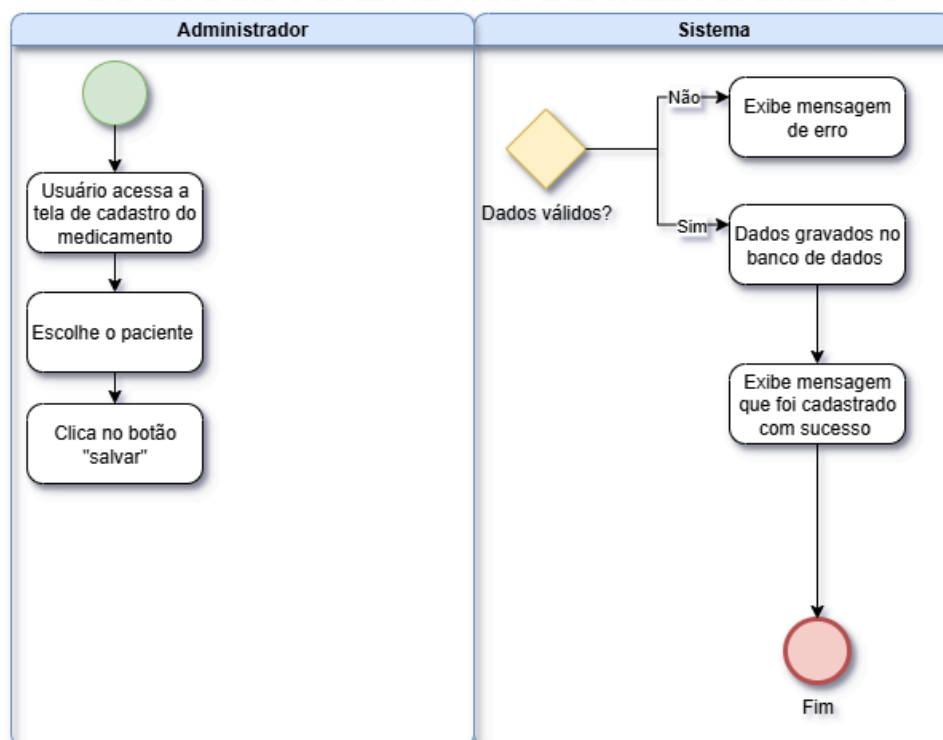 Administrador
Usuário acessa a
tela de cadastro do
medicamento
Escolhe o paciente
Clica no botão
"salvar"
Sistema
Dados válidos?
Não
Exibe mensagem
de erro
Sim
Dados gravados no
banco de dados
Exibe mensagem
que foi cadastrado
com sucesso
Fim